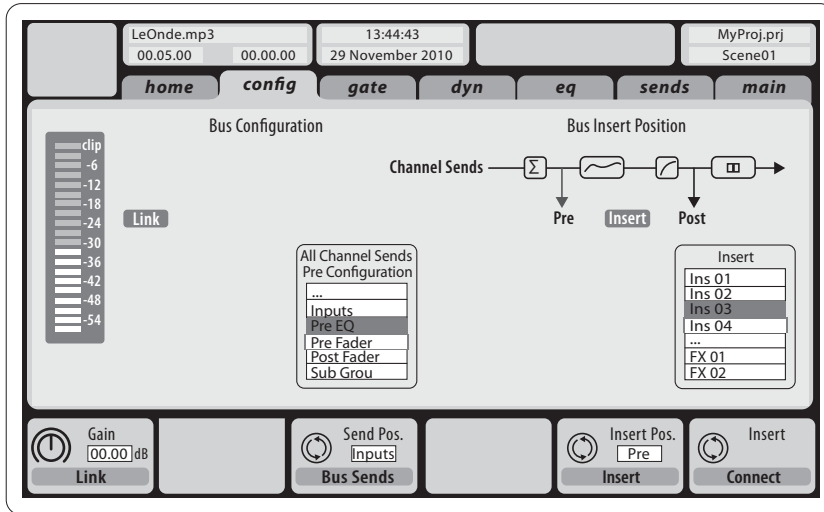 LeOnde.mp3
00.05.00 00.00.00
13:44:43
29 November 2010
MyProj.prj
Scene01
home config gate dyn eq sends main
Bus Configuration
Bus Insert Position
clip
-6
-12
-18
-24
-30
-36
-42
-48
-54
Link
Channel Sends
Σ
Pre Insert Post
All Channel Sends
Pre Configuration
...
Inputs
Pre EQ
Pre Fader
Post Fader
Sub Grou
Insert
Ins 01
Ins 02
Ins 03
Ins 04
...
FX 01
FX 02
Gain
00.00 dB
Link
Send Pos.
Inputs
Bus Sends
Insert Pos.
Pre
Insert
Insert
Connect